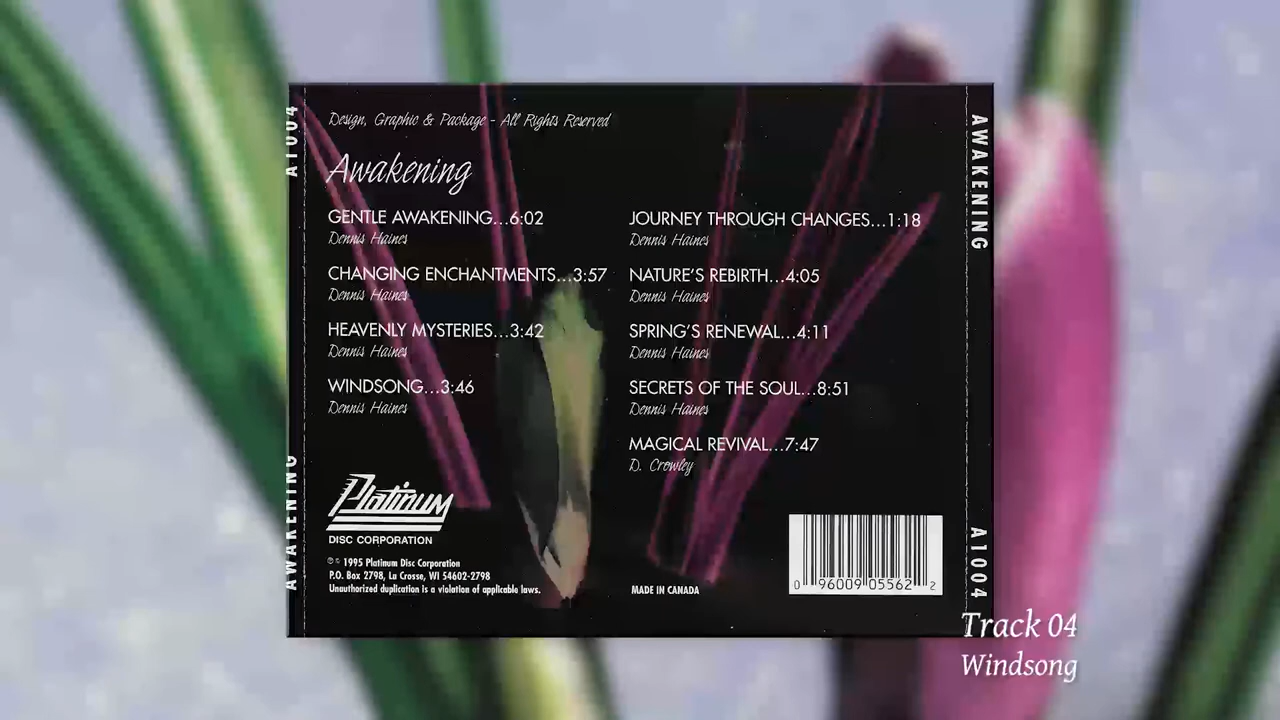 A1004
AWAKENING
Design, Graphic & Package - All Rights Reserved
Awakening
GENTLE AWAKENING...6:02
Dennis Haines
CHANGING ENCHANTMENTS...3:57
Dennis Haines
HEAVENLY MYSTERIES...3:42
Dennis Haines
WINDSONG...3:46
Dennis Haines
JOURNEY THROUGH CHANGES...1:18
Dennis Haines
NATURE'S REBIRTH...4:05
Dennis Haines
SPRING'S RENEWAL...4:11
Dennis Haines
SECRETS OF THE SOUL...8:51
Dennis Haines
MAGICAL REVIVAL...7:47
D. Crowley
Platinum
DISC CORPORATION
℗ © 1995 Platinum Disc Corporation
P.O. Box 2798, La Crosse, WI 54602-2798
Unauthorized duplication is a violation of applicable laws.
MADE IN CANADA
0 96009 05562 2
AWAKENING
A1004
Track 04
Windsong